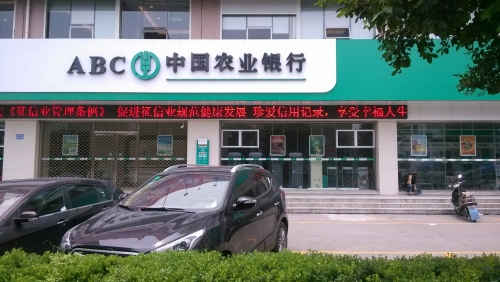 ABC 中国农业银行
《征信业管理条例》 促进征信业规范健康发展 珍爱信用记录，享受幸福人生